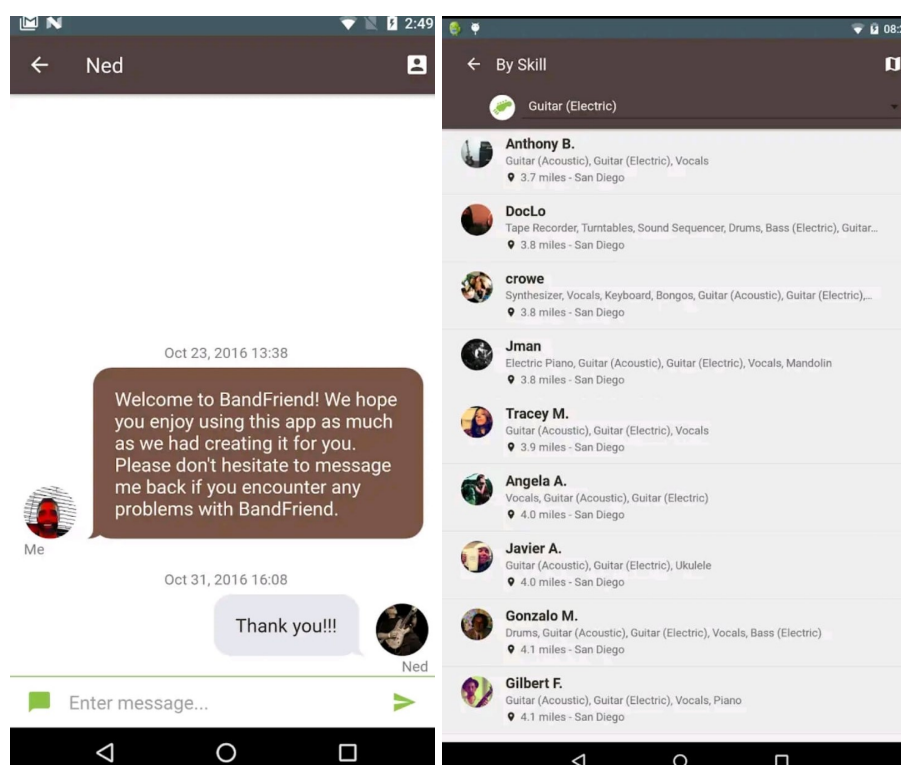 2:49
Ned
Oct 23, 2016 13:38
Welcome to BandFriend! We hope
you enjoy using this app as much
as we had creating it for you.
Please don't hesitate to message
me back if you encounter any
problems with BandFriend.
Me
Oct 31, 2016 16:08
Thank you!!!
Ned
Enter message...
08:
By Skill
Guitar (Electric)
Anthony B.
Guitar (Acoustic), Guitar (Electric), Vocals
3.7 miles - San Diego
DocLo
Tape Recorder, Turntables, Sound Sequencer, Drums, Bass (Electric), Guitar...
3.8 miles - San Diego
crowe
Synthesizer, Vocals, Keyboard, Bongos, Guitar (Acoustic), Guitar (Electric),...
3.8 miles - San Diego
Jman
Electric Piano, Guitar (Acoustic), Guitar (Electric), Vocals, Mandolin
3.8 miles - San Diego
Tracey M.
Guitar (Acoustic), Guitar (Electric), Vocals
3.9 miles - San Diego
Angela A.
Vocals, Guitar (Acoustic), Guitar (Electric)
4.0 miles - San Diego
Javier A.
Guitar (Acoustic), Guitar (Electric), Ukulele
4.0 miles - San Diego
Gonzalo M.
Drums, Guitar (Acoustic), Guitar (Electric), Vocals, Bass (Electric)
4.1 miles - San Diego
Gilbert F.
Guitar (Acoustic), Guitar (Electric), Vocals, Piano
4.1 miles - San Diego